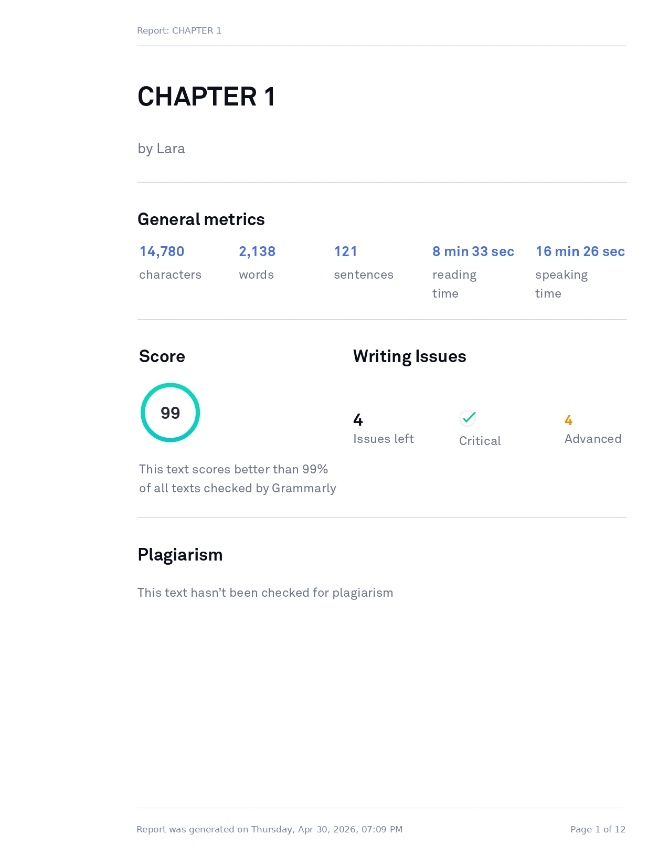 Report: CHAPTER 1
CHAPTER 1
by Lara
General metrics
14,780 2,138 121 8 min 33 sec 16 min 26 sec
characters words sentences reading time speaking time
Score Writing Issues
99
4 4
Issues left Critical Advanced
This text scores better than 99%
of all texts checked by Grammarly
Plagiarism
This text hasn't been checked for plagiarism
Report was generated on Thursday, Apr 30, 2026, 07:09 PM Page 1 of 12